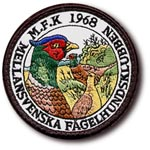 M.F.K 1968
MELLANSVENSKA FÅGELHUNDSKLUBBEN